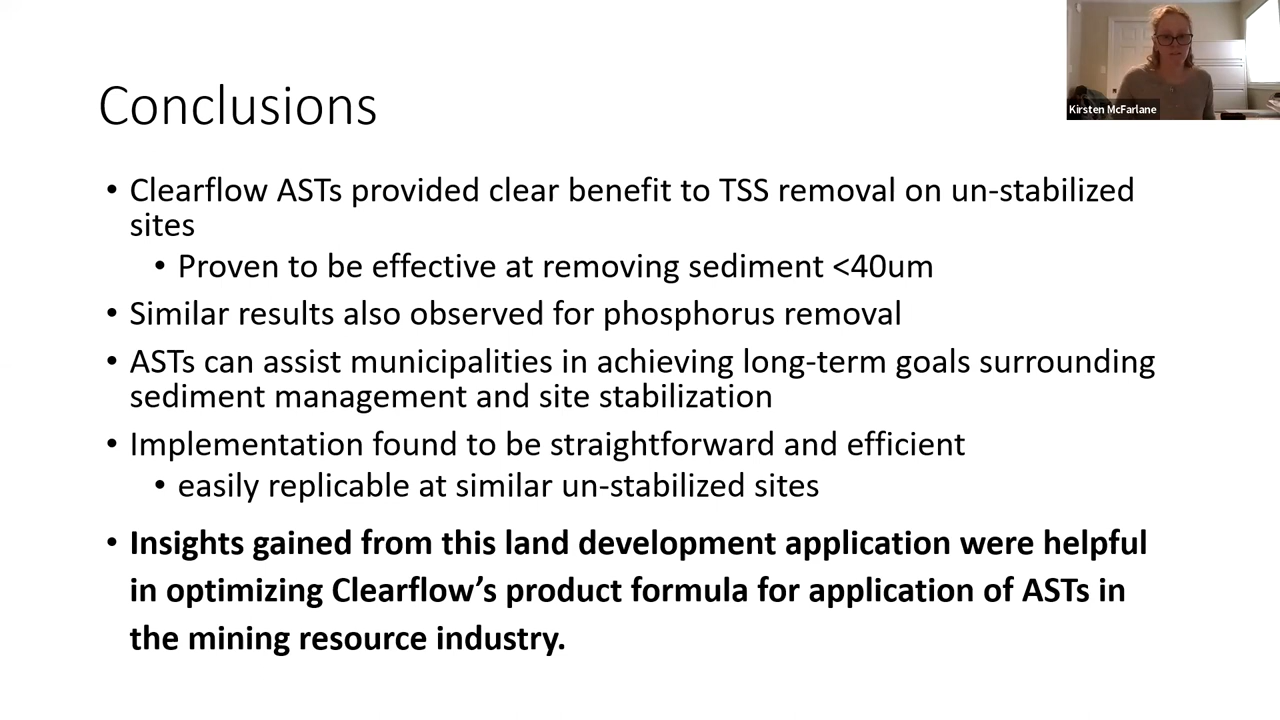 Kirsten McFarlane
Conclusions
• Clearflow ASTs provided clear benefit to TSS removal on un-stabilized
sites
• Proven to be effective at removing sediment <40um
• Similar results also observed for phosphorus removal
• ASTs can assist municipalities in achieving long-term goals surrounding
sediment management and site stabilization
• Implementation found to be straightforward and efficient
• easily replicable at similar un-stabilized sites
• Insights gained from this land development application were helpful
in optimizing Clearflow’s product formula for application of ASTs in
the mining resource industry.